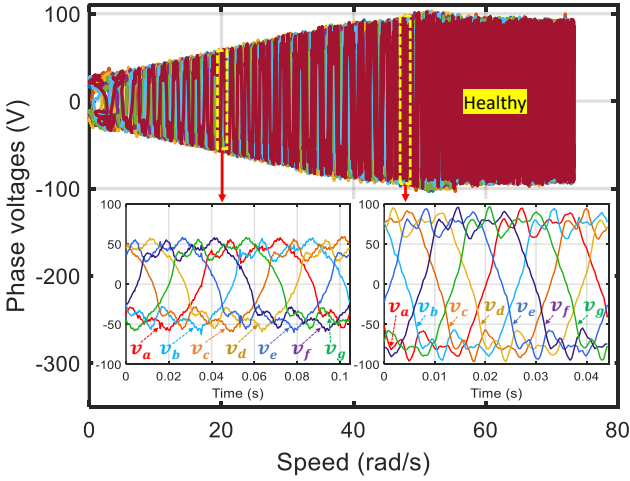 100
0
-100
-200
-300
Phase voltages (V)
Healthy
100
50
0
-50
-100
v_a v_b v_c v_d v_e v_f v_g
0 0.02 0.04 0.06 0.08 0.1
Time (s)
100
50
0
-50
-100
v_a v_b v_c v_d v_e v_f v_g
0 0.01 0.02 0.03 0.04
Time (s)
0 20 40 60 80
Speed (rad/s)